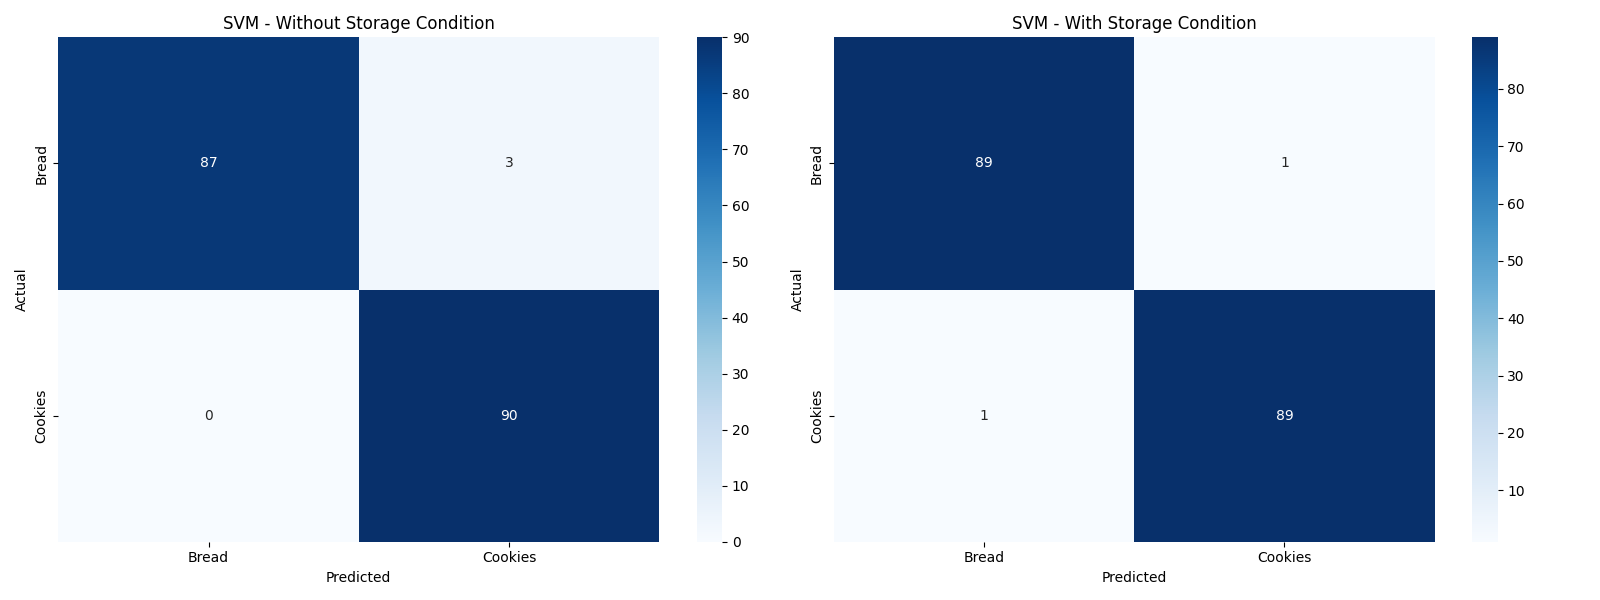 SVM - Without Storage Condition
Actual
Bread
Cookies
87
3
0
90
Bread
Cookies
Predicted
90
80
70
60
50
40
30
20
10
0
SVM - With Storage Condition
Actual
Bread
Cookies
89
1
1
89
Bread
Cookies
Predicted
80
70
60
50
40
30
20
10